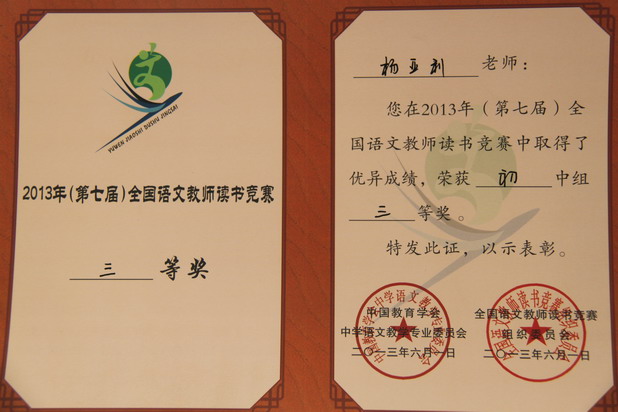 文
YUWEN JIAOSHI DUSHU JINGSAI
2013年(第七届)全国语文教师读书竞赛
三 等奖
杨亚利 老师：
您在2013年（第七届）全
国语文教师读书竞赛中取得了
优异成绩，荣获 初 中组
三 等奖。
特发此证，以示表彰。
中国教育学会
中学语文教学专业委员会
二〇一三年六月一日
全国语文教师读书竞赛
组织委员会
二〇一三年六月一日